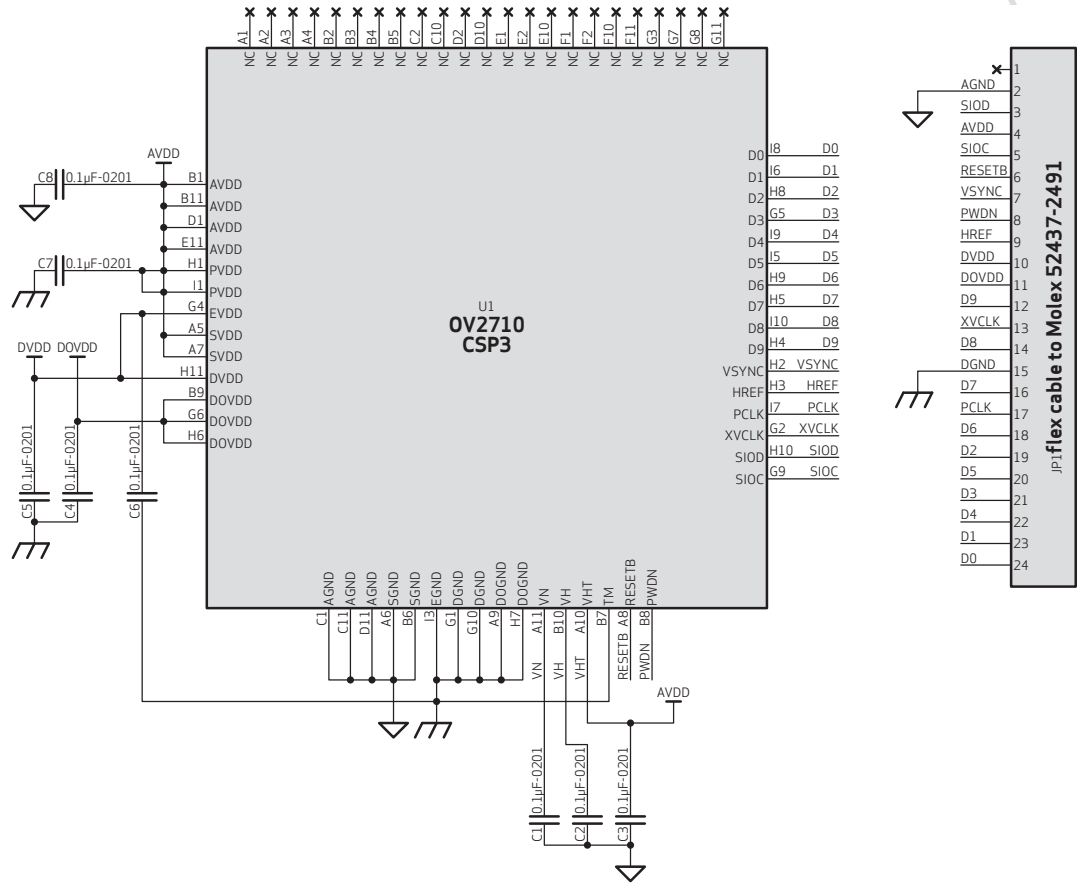 A1 A2 A3 A4 B2 B3 B4 B5 C2 C10 D2 D10 E1 E2 E10 F1 F2 F10 F11 G3 G7 G8 G11
NC NC NC NC NC NC NC NC NC NC NC NC NC NC NC NC NC NC NC NC NC NC NC
AVDD
C8 0.1µF-0201
B1 AVDD
B11 AVDD
D1 AVDD
E11 AVDD
C7 0.1µF-0201
H1 PVDD
I1 PVDD
G4 EVDD
A5 SVDD
A7 SVDD
DVDD DOVDD
H11 DVDD
B9 DOVDD
G6 DOVDD
H6 DOVDD
C5 0.1µF-0201
C4 0.1µF-0201
C6 0.1µF-0201
U1
OV2710
CSP3
D0 I8 D0
D1 I6 D1
D2 H8 D2
D3 G5 D3
D4 I9 D4
D5 I5 D5
D6 H9 D6
D7 H5 D7
D8 I10 D8
D9 H4 D9
VSYNC H2 VSYNC
HREF H3 HREF
PCLK I7 PCLK
XVCLK G2 XVCLK
SIOD H10 SIOD
SIOC G9 SIOC
C1 AGND
C11 AGND
D11 AGND
A6 SGND
B6 SGND
I3 EGND
G1 DGND
G10 DGND
A9 DOGND
H7 DOGND
VN A11 VN
VH B10 VH
VHT A10 VHT
B7 TM
RESETB A8 RESETB
PWDN B8 PWDN
AVDD
C1 0.1µF-0201
C2 0.1µF-0201
C3 0.1µF-0201
1
AGND 2
SIOD 3
AVDD 4
SIOC 5
RESETB 6
VSYNC 7
PWDN 8
HREF 9
DVDD 10
DOVDD 11
D9 12
XVCLK 13
D8 14
DGND 15
D7 16
PCLK 17
D6 18
D2 19
D5 20
D3 21
D4 22
D1 23
D0 24
JP1 flex cable to Molex 52437-2491